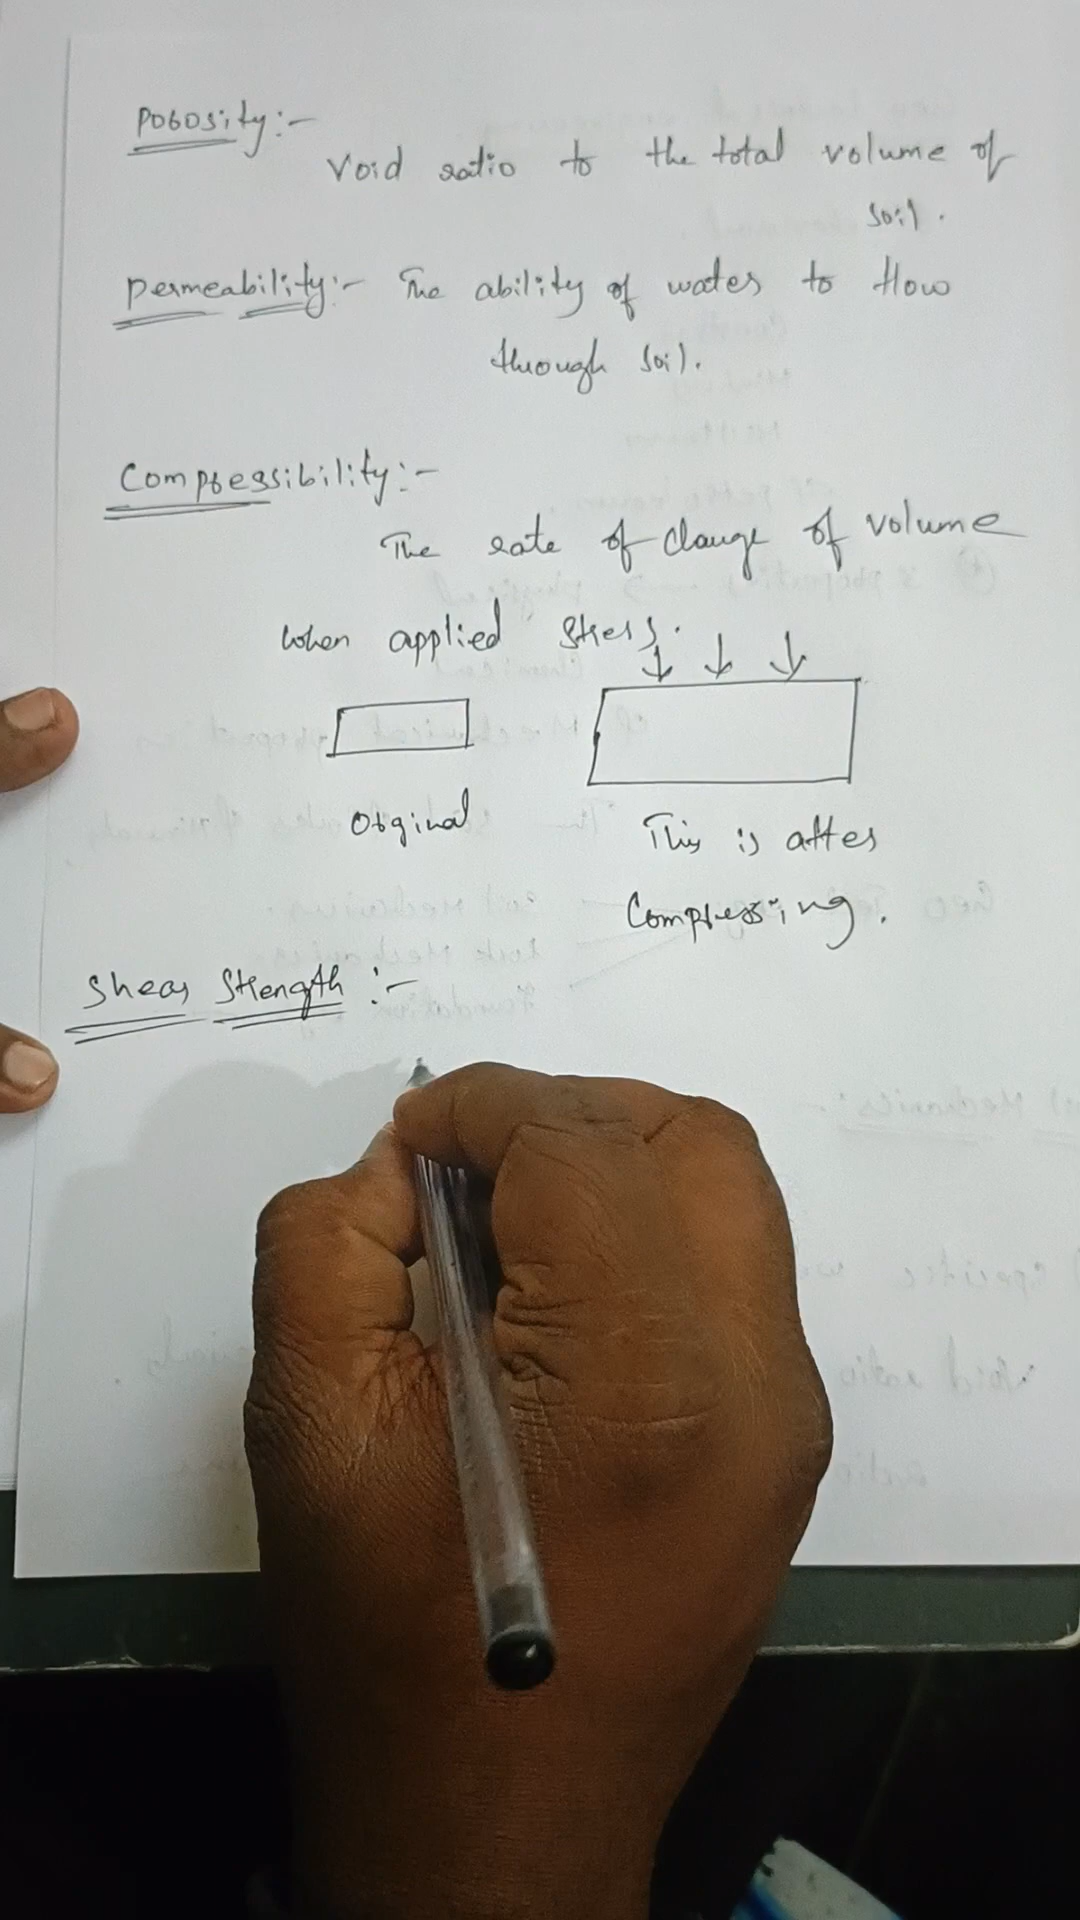 Porosity:-
Void ratio to the total volume of
soil.
Permeability:- The ability of water to flow
through soil.
Compressibility:-
The rate of change of volume
when applied stress.
Orginal
This is after
Compressing.
Shear Strength :-